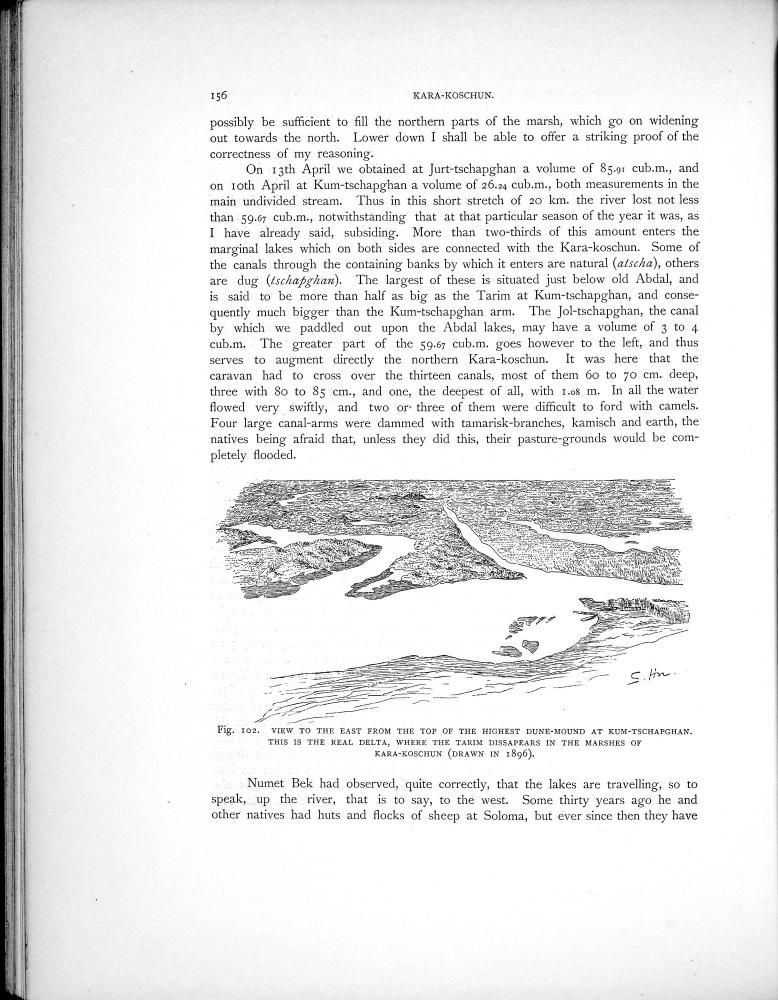 156 KARA-KOSCHUN.
possibly be sufficient to fill the northern parts of the marsh, which go on widening
out towards the north. Lower down I shall be able to offer a striking proof of the
correctness of my reasoning.
On 13th April we obtained at Jurt-tschapghan a volume of 85.91 cub.m., and
on 10th April at Kum-tschapghan a volume of 26.24 cub.m., both measurements in the
main undivided stream. Thus in this short stretch of 20 km. the river lost not less
than 59.67 cub.m., notwithstanding that at that particular season of the year it was, as
I have already said, subsiding. More than two-thirds of this amount enters the
marginal lakes which on both sides are connected with the Kara-koschun. Some of
the canals through the containing banks by which it enters are natural (atscha), others
are dug (tschapghan). The largest of these is situated just below old Abdal, and
is said to be more than half as big as the Tarim at Kum-tschapghan, and conse-
quently much bigger than the Kum-tschapghan arm. The Jol-tschapghan, the canal
by which we paddled out upon the Abdal lakes, may have a volume of 3 to 4
cub.m. The greater part of the 59.67 cub.m. goes however to the left, and thus
serves to augment directly the northern Kara-koschun. It was here that the
caravan had to cross over the thirteen canals, most of them 60 to 70 cm. deep,
three with 80 to 85 cm., and one, the deepest of all, with 1.08 m. In all the water
flowed very swiftly, and two or three of them were difficult to ford with camels.
Four large canal-arms were dammed with tamarisk-branches, kamisch and earth, the
natives being afraid that, unless they did this, their pasture-grounds would be com-
pletely flooded.
S. Hn.
Fig. 102. VIEW TO THE EAST FROM THE TOP OF THE HIGHEST DUNE-MOUND AT KUM-TSCHAPGHAN.
THIS IS THE REAL DELTA, WHERE THE TARIM DISSAPEARS IN THE MARSHES OF
KARA-KOSCHUN (DRAWN IN 1896).
Numet Bek had observed, quite correctly, that the lakes are travelling, so to
speak, up the river, that is to say, to the west. Some thirty years ago he and
other natives had huts and flocks of sheep at Soloma, but ever since then they have